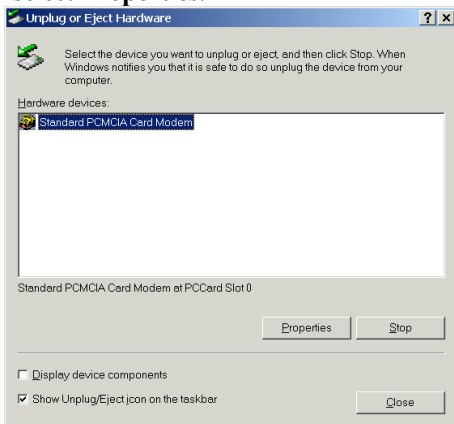 Unplug or Eject Hardware
Select the device you want to unplug or eject, and then click Stop. When
Windows notifies you that it is safe to do so unplug the device from your
computer.
Hardware devices:
Standard PCMCIA Card Modem
Standard PCMCIA Card Modem at PCCard Slot 0
Properties
Stop
Display device components
Show Unplug/Eject icon on the taskbar
Close